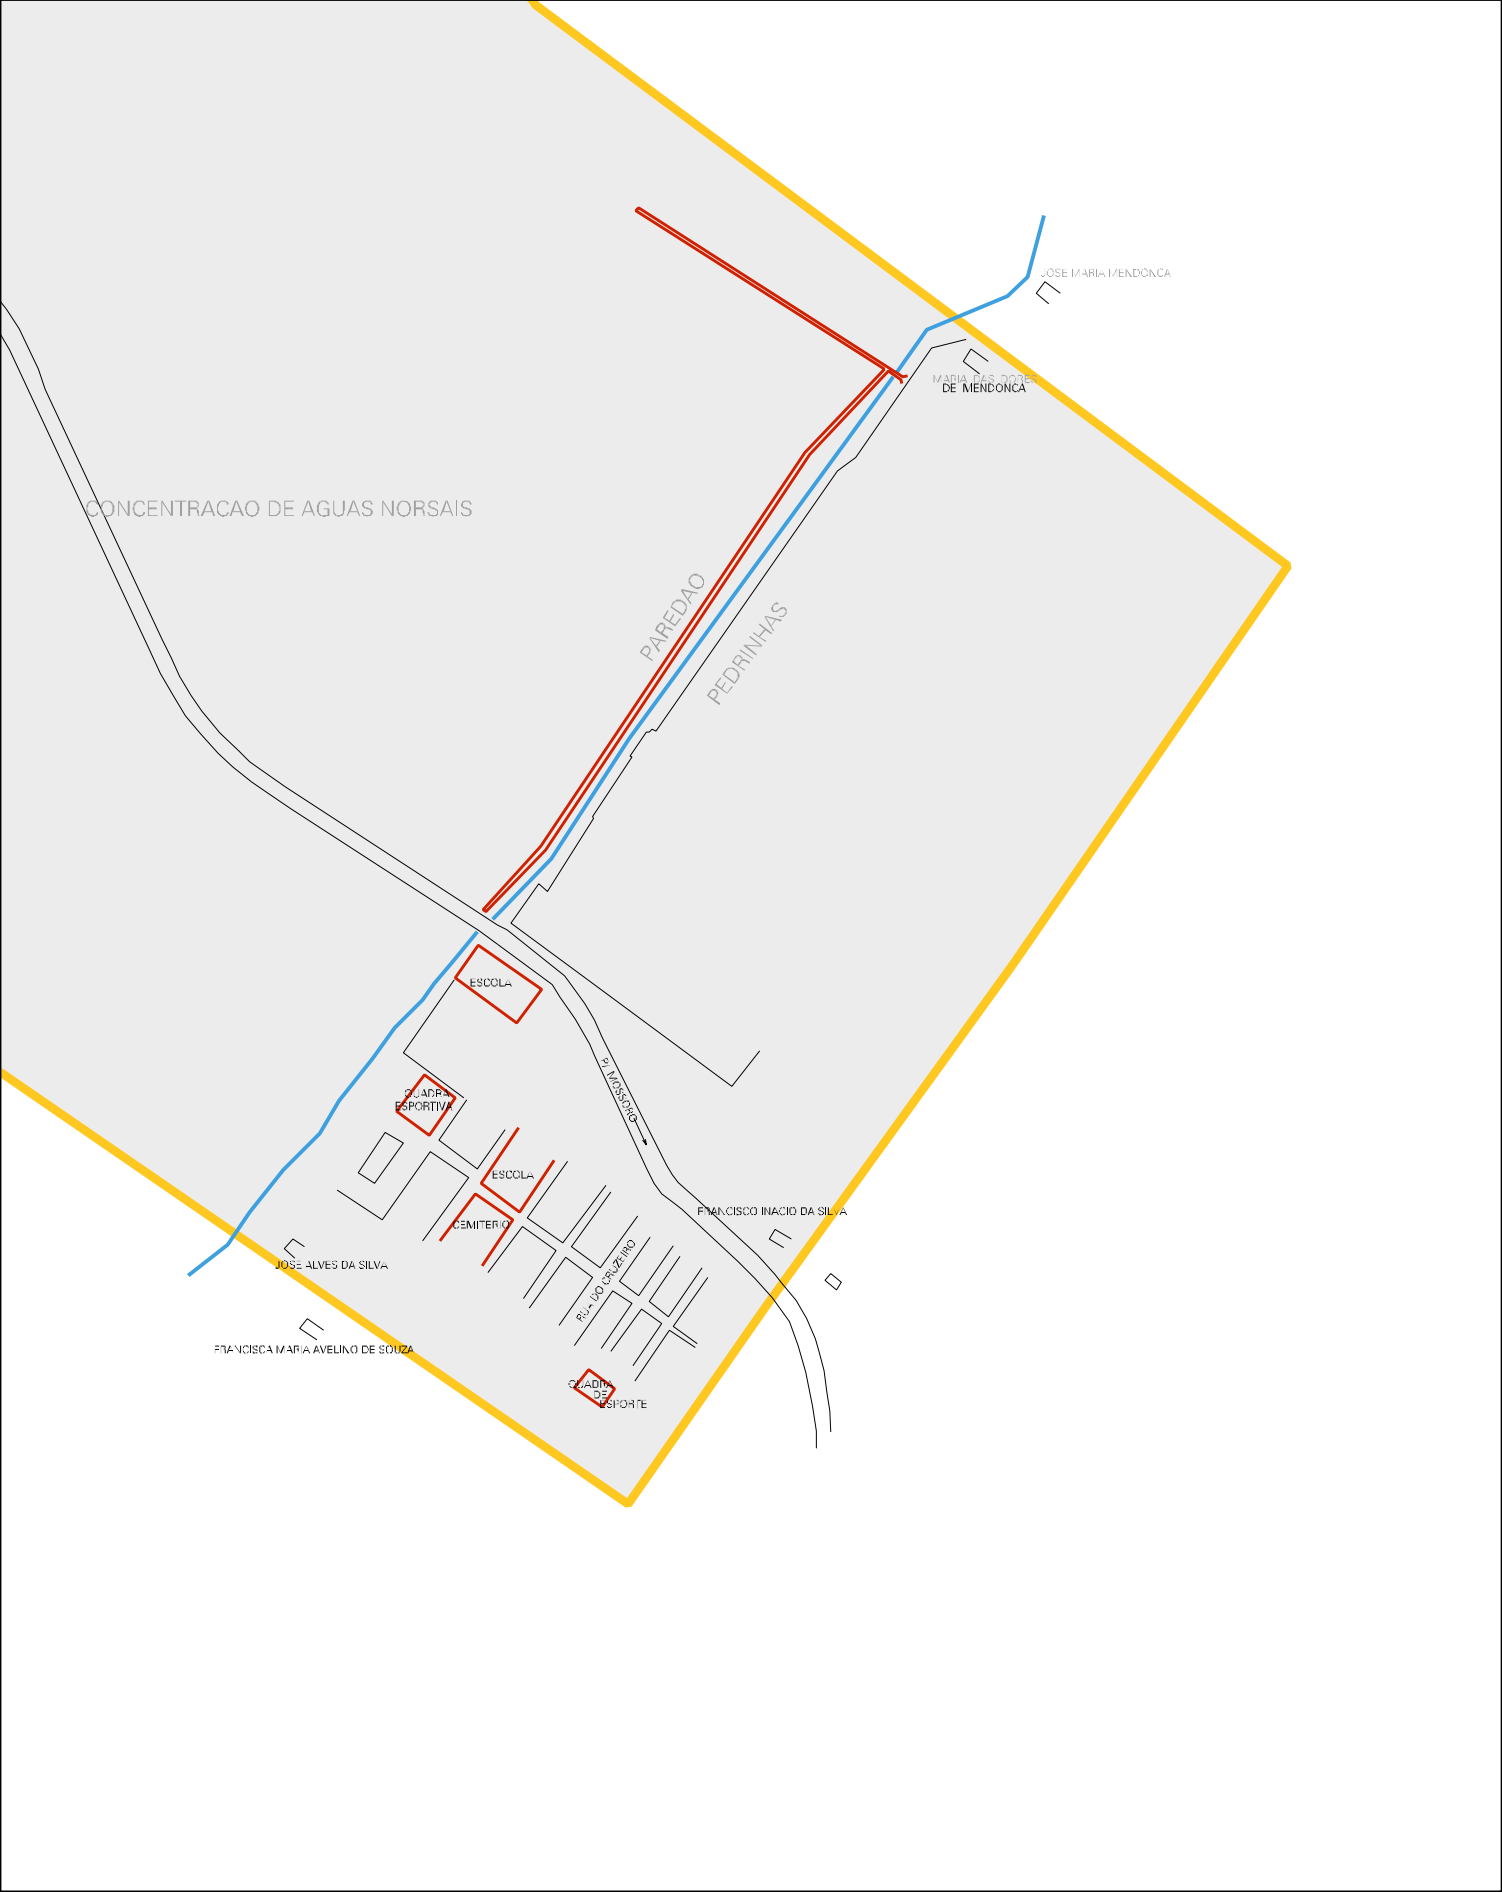 JOSE MARIA MENDONCA
MARIA DAS DORES
DE MENDONCA
CONCENTRACAO DE AGUAS NORSAIS
PAREDAO
PEDRINHAS
ESCOLA
P/ MOSSORO
QUADRA
ESPORTIVA
ESCOLA
FRANCISCO INACIO DA SILVA
CEMITERIO
RUA DO CRUZEIRO
JOSE ALVES DA SILVA
FRANCISCA MARIA AVELINO DE SOUZA
QUADRA
DE
ESPORTE